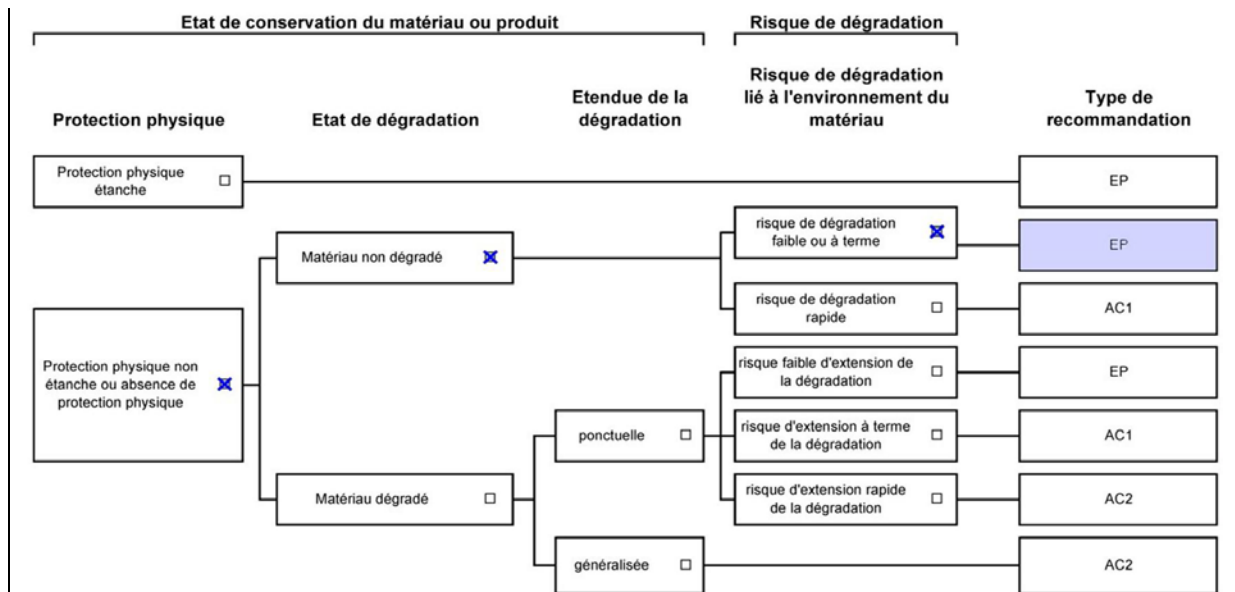 Etat de conservation du matériau ou produit
Risque de dégradation
Protection physique
Etat de dégradation
Etendue de la
dégradation
Risque de dégradation
lié à l'environnement du
matériau
Type de
recommandation
Protection physique
étanche
EP
risque de dégradation
faible ou à terme
EP
Matériau non dégradé
risque de dégradation
rapide
AC1
Protection physique non
étanche ou absence de
protection physique
risque faible d'extension de
la dégradation
EP
ponctuelle
risque d'extension à terme
de la dégradation
AC1
Matériau dégradé
risque d'extension rapide
de la dégradation
AC2
généralisée
AC2